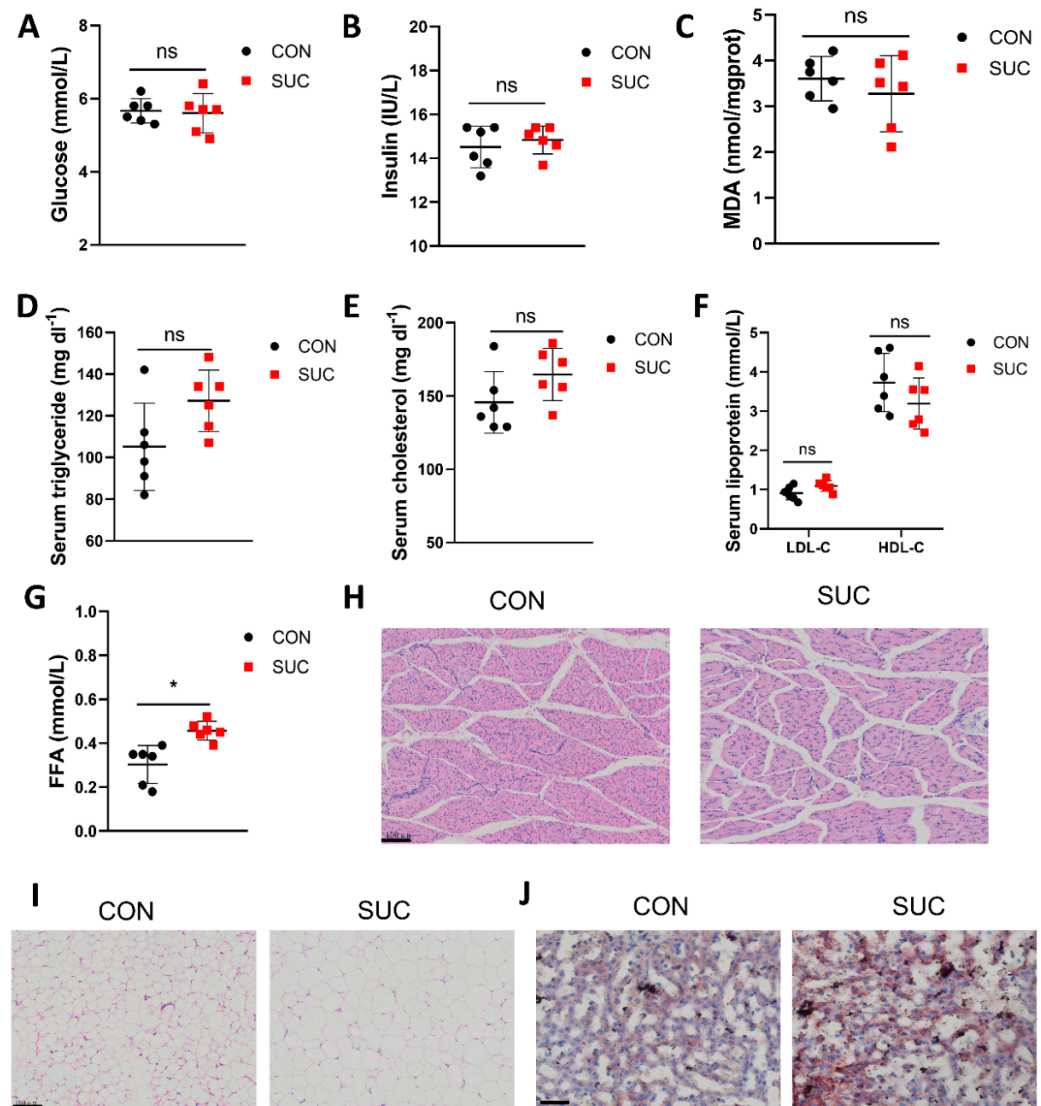 A
Glucose (mmol/L)
8
6
4
2
ns
CON
SUC
B
Insulin (IU/L)
20
18
16
14
12
10
ns
CON
SUC
C
MDA (nmol/mgprot)
5
4
3
2
1
0
ns
CON
SUC
D
Serum triglyceride (mg dl⁻¹)
160
140
120
100
80
60
ns
CON
SUC
E
Serum cholesterol (mg dl⁻¹)
200
150
100
50
ns
CON
SUC
F
Serum lipoprotein (mmol/L)
5
4
3
2
1
0
ns
ns
LDL-C
HDL-C
CON
SUC
G
FFA (mmol/L)
1.0
0.8
0.6
0.4
0.2
0.0
*
CON
SUC
H
CON
SUC
I
CON
SUC
J
CON
SUC